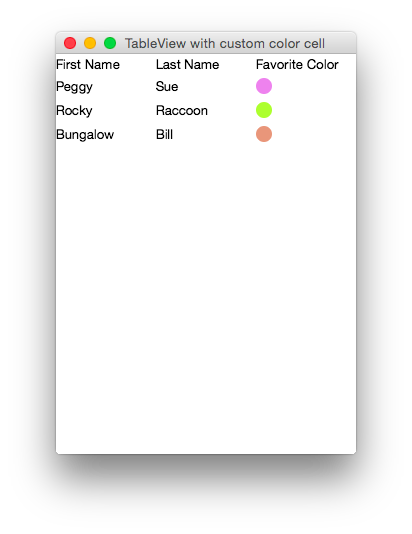 TableView with custom color cell
First Name Last Name Favorite Color
Peggy Sue
Rocky Raccoon
Bungalow Bill